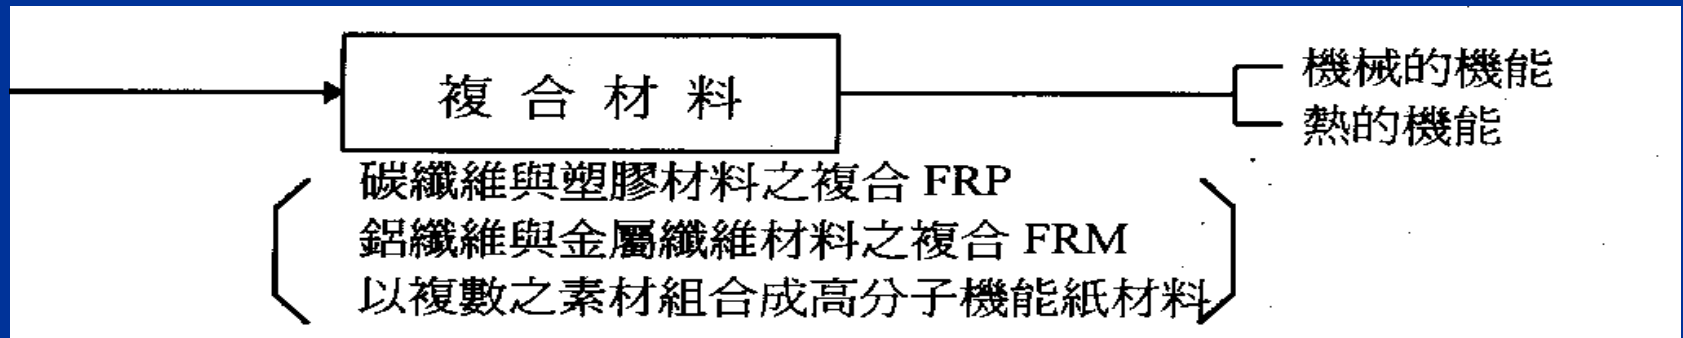 複合材料
機械的機能
熱的機能
碳纖維與塑膠材料之複合 FRP
鋁纖維與金屬纖維材料之複合 FRM
以複數之素材組合成高分子機能紙材料